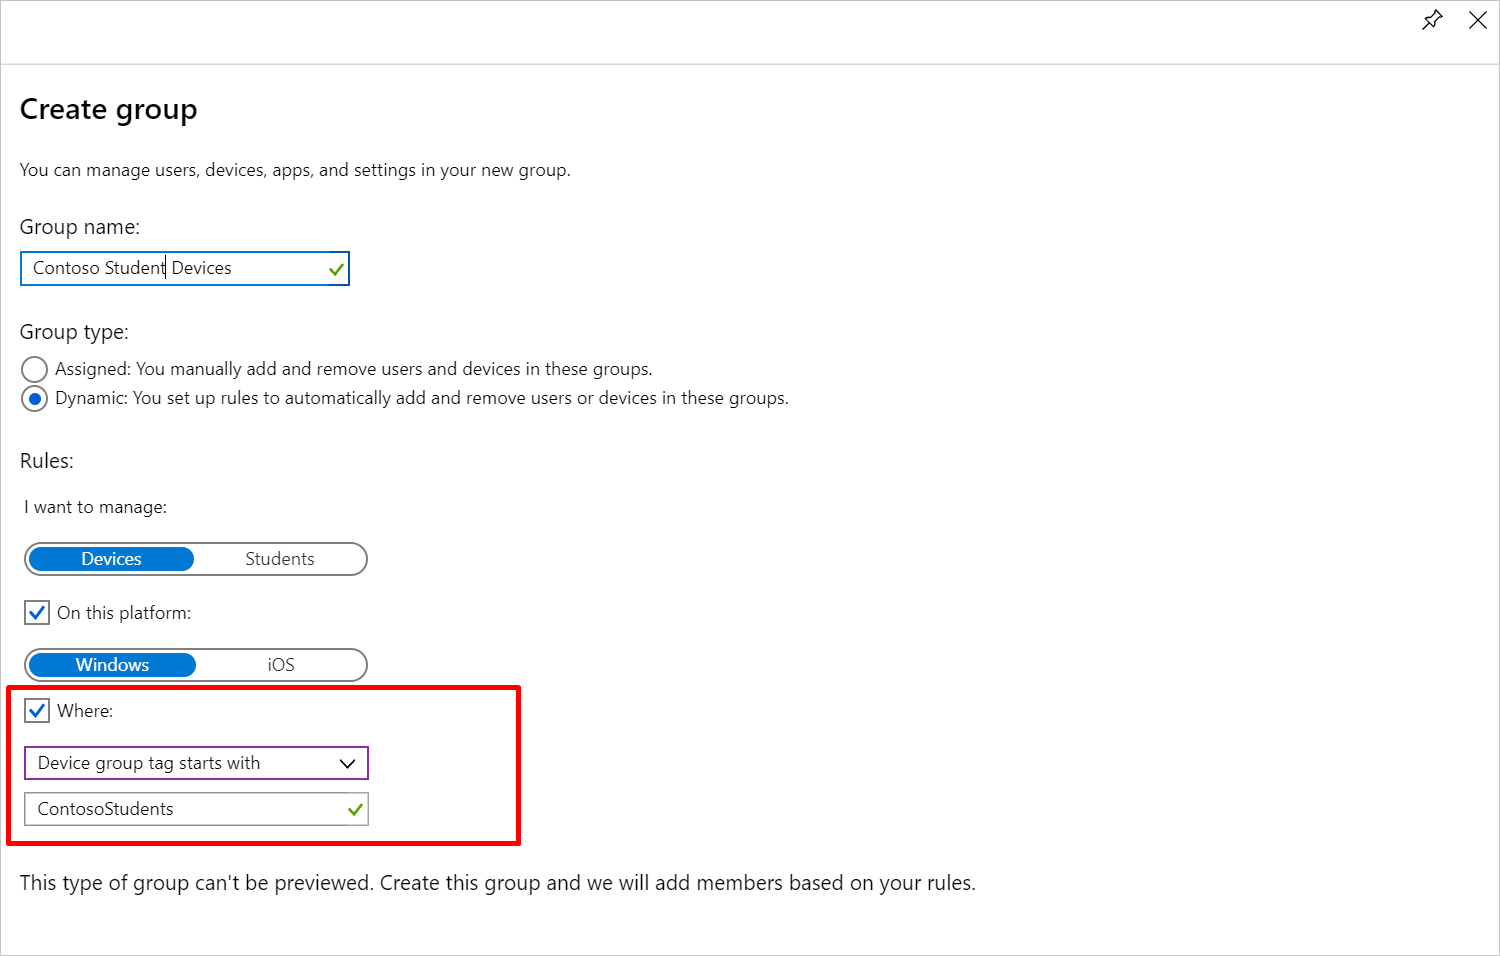 Create group
You can manage users, devices, apps, and settings in your new group.
Group name:
Contoso Student Devices
Group type:
Assigned: You manually add and remove users and devices in these groups.
Dynamic: You set up rules to automatically add and remove users or devices in these groups.
Rules:
I want to manage:
Devices Students
On this platform:
Windows iOS
Where:
Device group tag starts with
ContosoStudents
This type of group can't be previewed. Create this group and we will add members based on your rules.